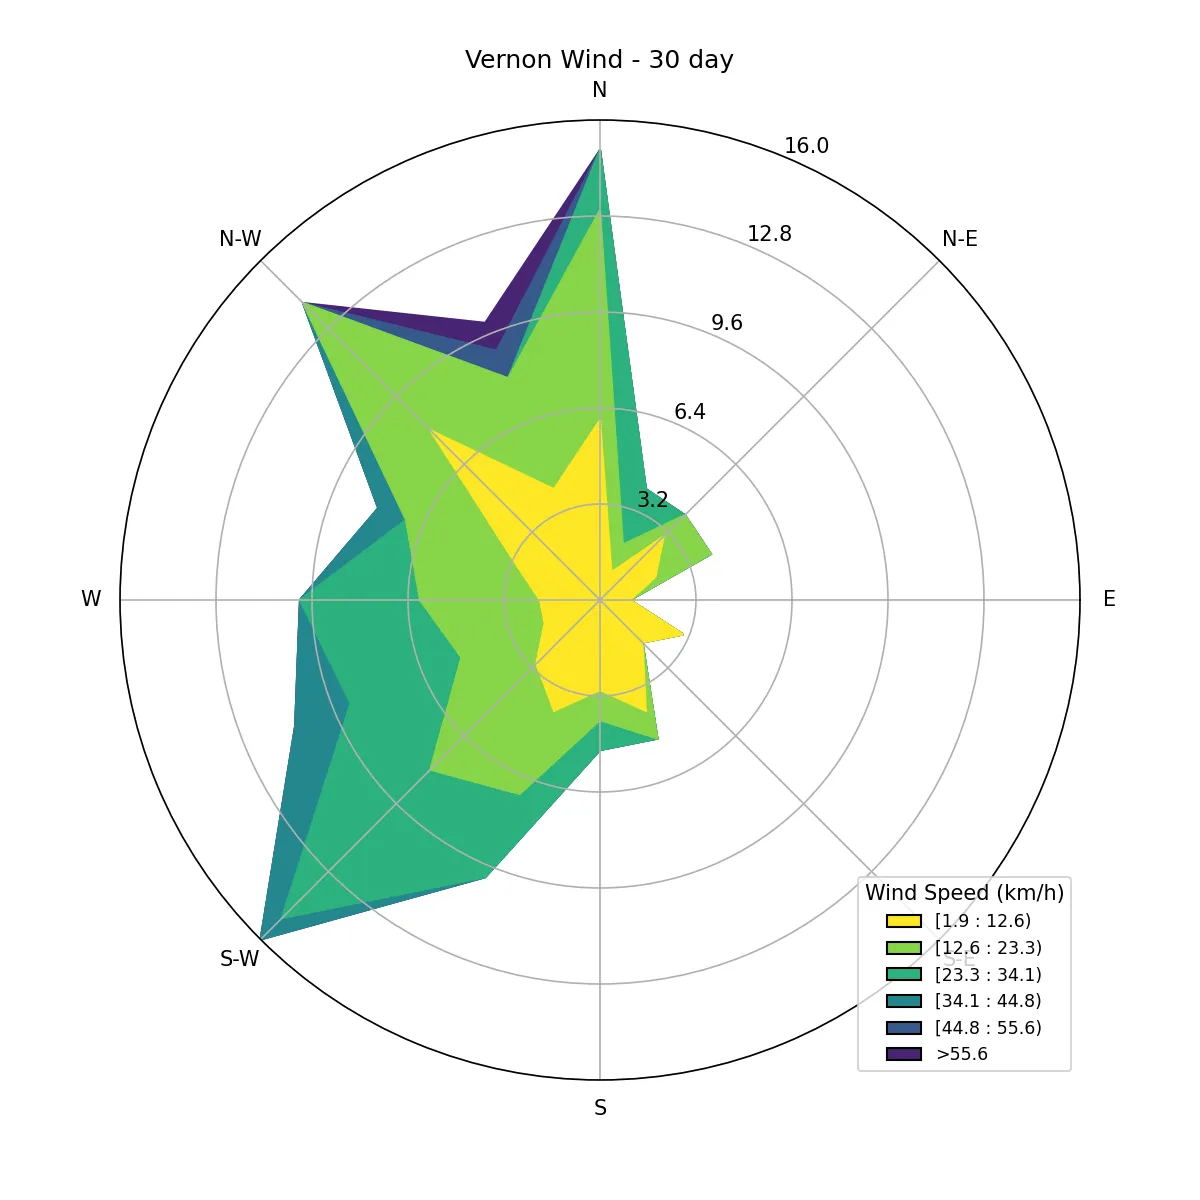 Vernon Wind - 30 day
N
16.0
12.8
N-W
N-E
9.6
6.4
3.2
W
E
Wind Speed (km/h)
[1.9 : 12.6)
[12.6 : 23.3)
S-W
S-E
[23.3 : 34.1)
[34.1 : 44.8)
[44.8 : 55.6)
>55.6
S